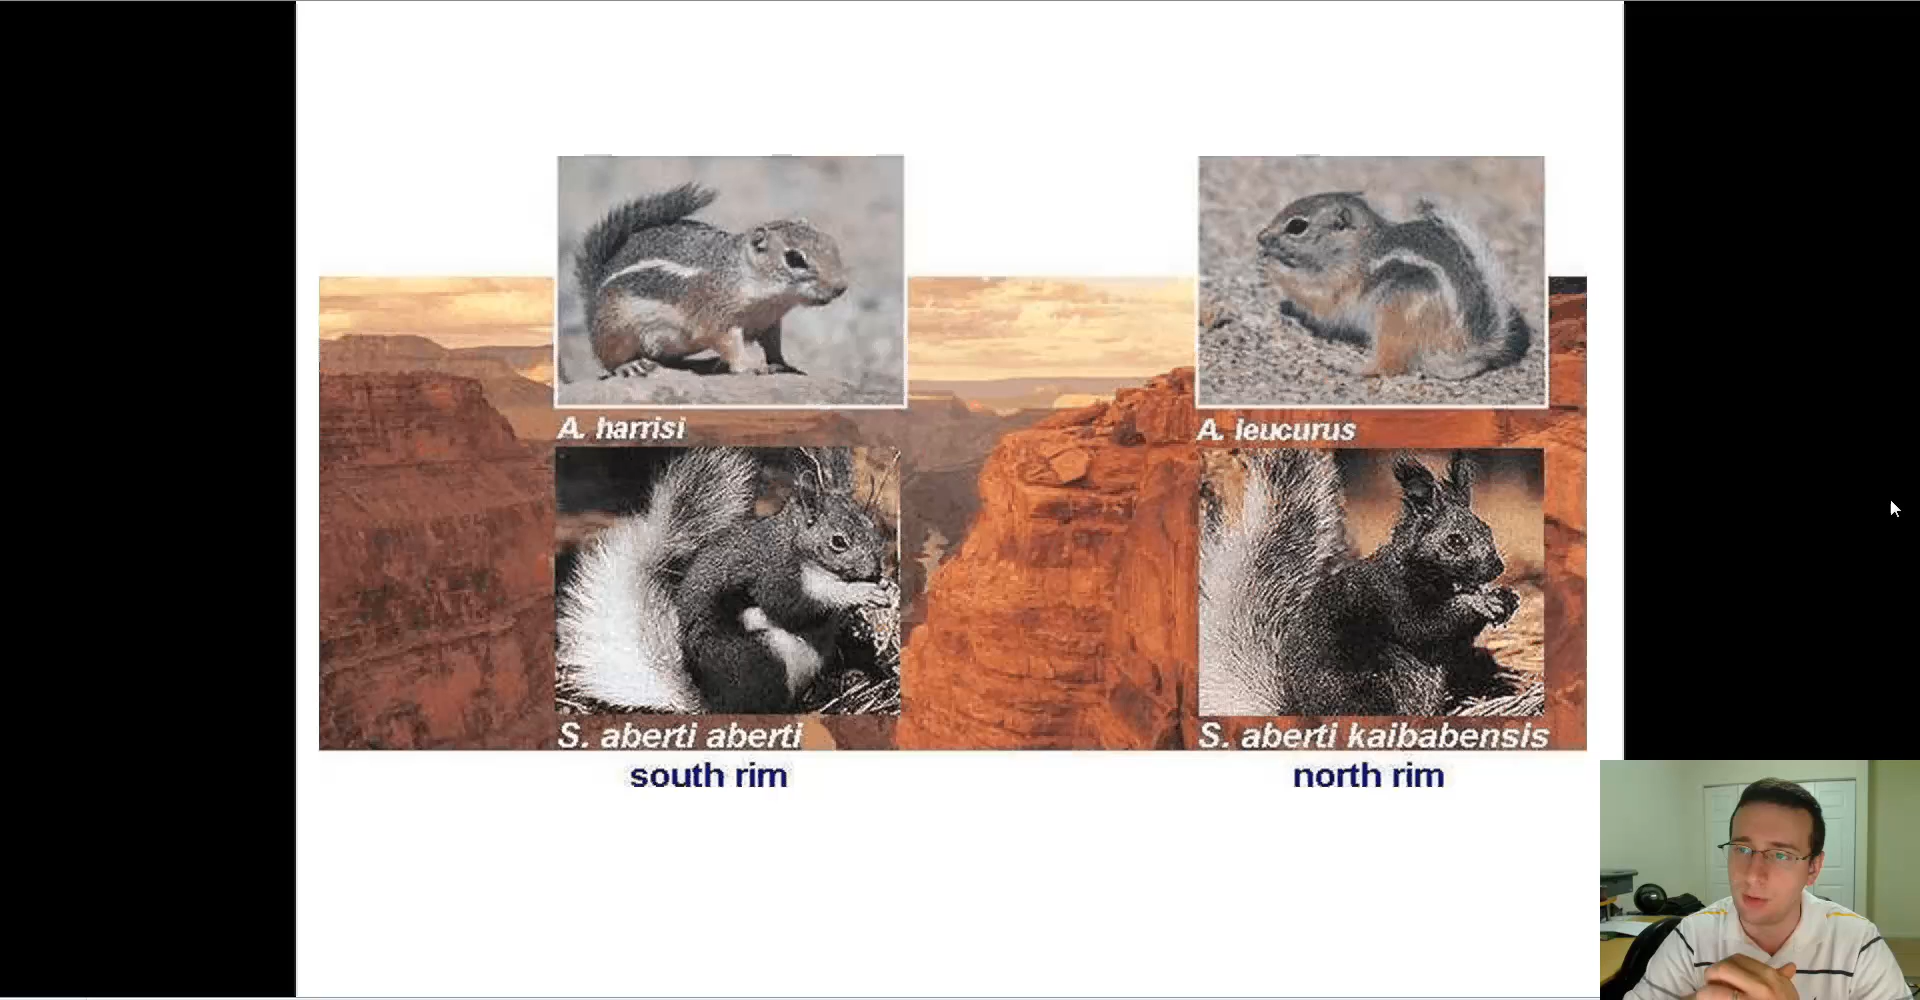 A. harrisi
A. leucurus
S. aberti aberti
S. aberti kaibabensis
south rim
north rim